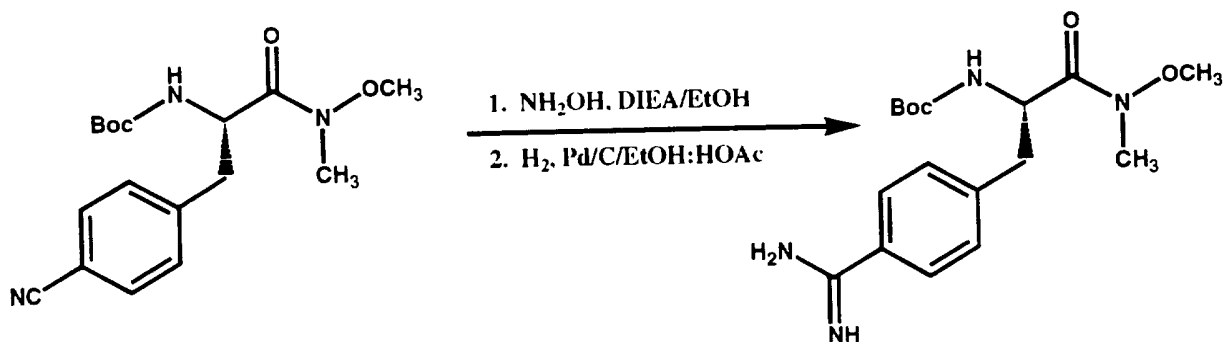 O
H
N
Boc
N
OCH₃
CH₃
NC
1. NH₂OH, DIEA/EtOH
2. H₂, Pd/C/EtOH:HOAc
O
H
N
Boc
N
OCH₃
CH₃
H₂N
NH